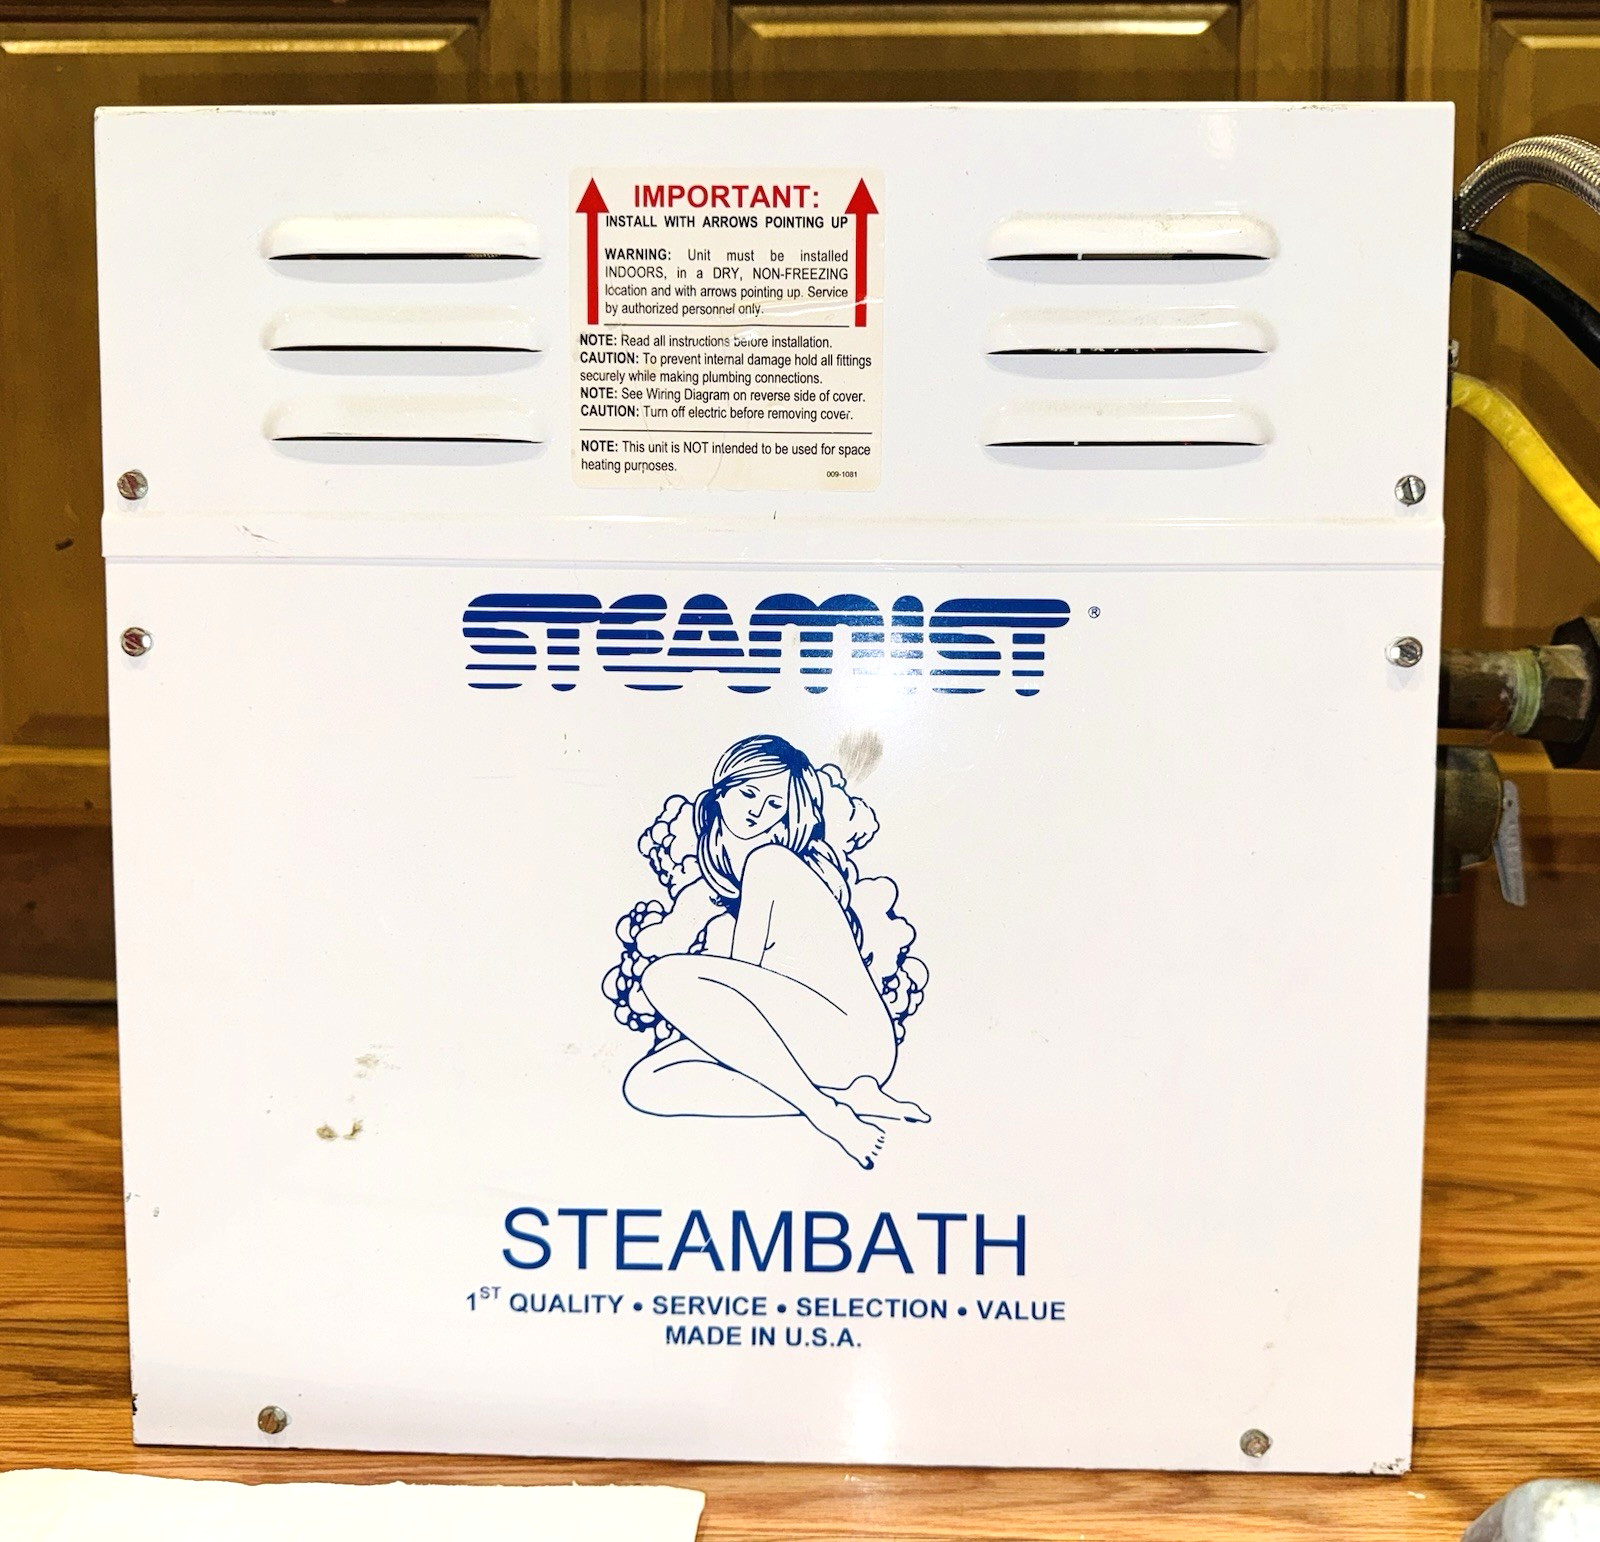 IMPORTANT:
INSTALL WITH ARROWS POINTING UP
WARNING: Unit must be installed
INDOORS, in a DRY, NON-FREEZING
location and with arrows pointing up. Service
by authorized personnel only.
NOTE: Read all instructions before installation.
CAUTION: To prevent internal damage hold all fittings
securely while making plumbing connections.
NOTE: See Wiring Diagram on reverse side of cover.
CAUTION: Turn off electric before removing cover.
NOTE: This unit is NOT intended to be used for space
heating purposes.
009-1081
STEAMIST ®
STEAMBATH
1ST QUALITY • SERVICE • SELECTION • VALUE
MADE IN U.S.A.